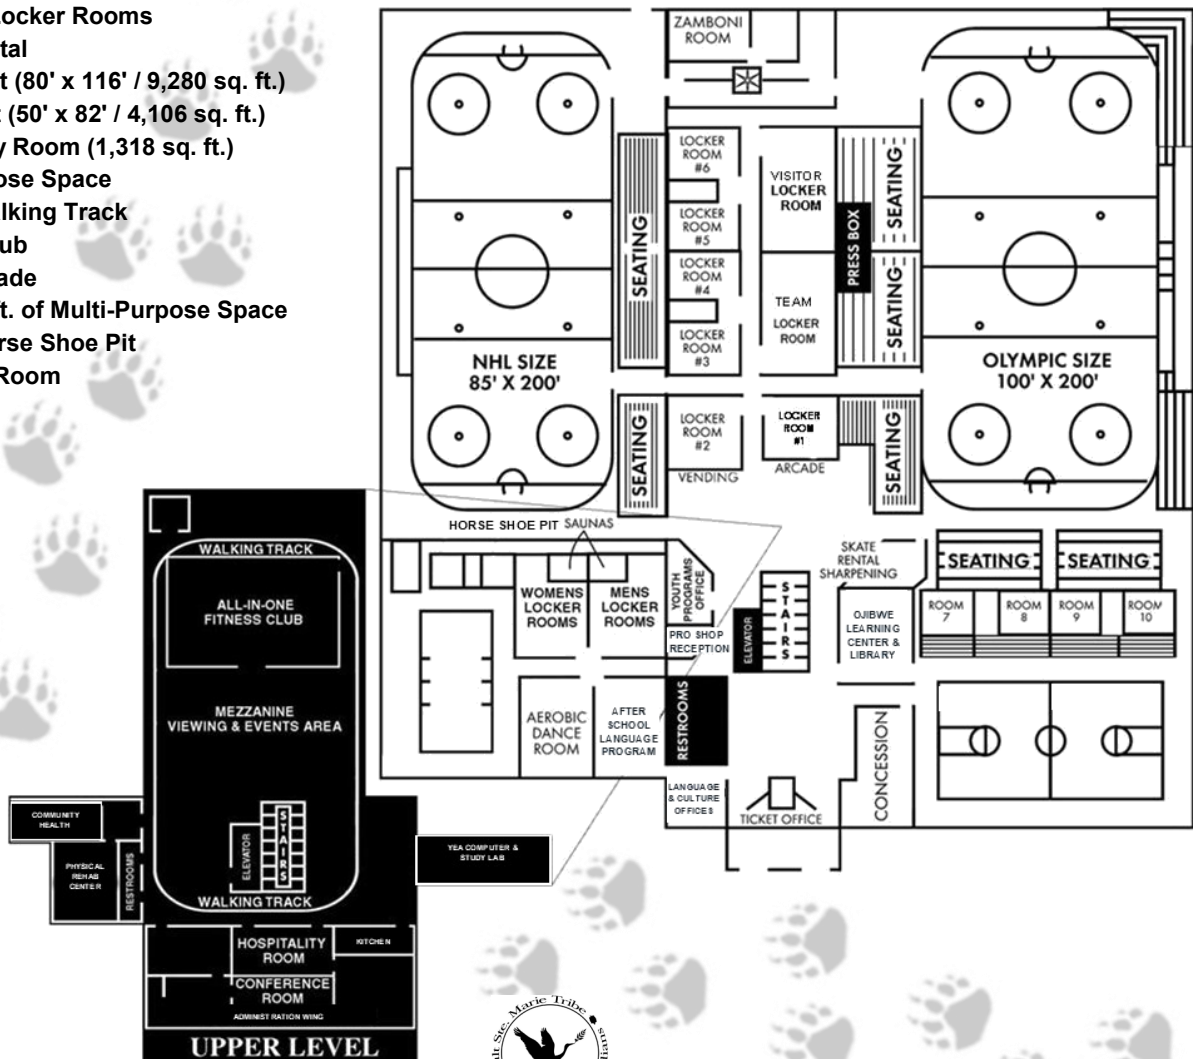 Locker Rooms
tal
t (80' x 116' / 9,280 sq. ft.)
t (50' x 82' / 4,106 sq. ft.)
y Room (1,318 sq. ft.)
ose Space
lking Track
ub
ade
t. of Multi-Purpose Space
rse Shoe Pit
Room
ZAMBONI
ROOM
LOCKER
ROOM
#6
LOCKER
ROOM
#5
LOCKER
ROOM
#4
LOCKER
ROOM
#3
VISITOR
LOCKER
ROOM
TEAM
LOCKER
ROOM
PRESS BOX
SEATING
SEATING
SEATING
NHL SIZE
85' X 200'
OLYMPIC SIZE
100' X 200'
SEATING
LOCKER
ROOM
#2
VENDING
LOCKER
ROOM
#1
ARCADE
SEATING
HORSE SHOE PIT
SAUNAS
WOMENS
LOCKER
ROOMS
MENS
LOCKER
ROOMS
YOUTH
PROGRAMS
OFFICE
PRO SHOP
RECEPTION
ELEVATOR
STAIRS
SKATE
RENTAL
SHARPENING
OJIBWE
LEARNING
CENTER &
LIBRARY
SEATING
SEATING
ROOM
7
ROOM
8
ROOM
9
ROOM
10
AEROBIC
DANCE
ROOM
AFTER
SCHOOL
LANGUAGE
PROGRAM
RESTROOMS
LANGUAGE
& CULTURE
OFFICES
TICKET OFFICE
CONCESSION
WALKING TRACK
ALL-IN-ONE
FITNESS CLUB
MEZZANINE
VIEWING & EVENTS AREA
COMMUNITY
HEALTH
PHYSICAL
REHAB
CENTER
RESTROOMS
ELEVATOR
STAIRS
WALKING TRACK
YEA COMPUTER &
STUDY LAB
HOSPITALITY
ROOM
KITCHEN
CONFERENCE
ROOM
ADMINISTRATION WING
UPPER LEVEL
lt Ste. Marie Tribe